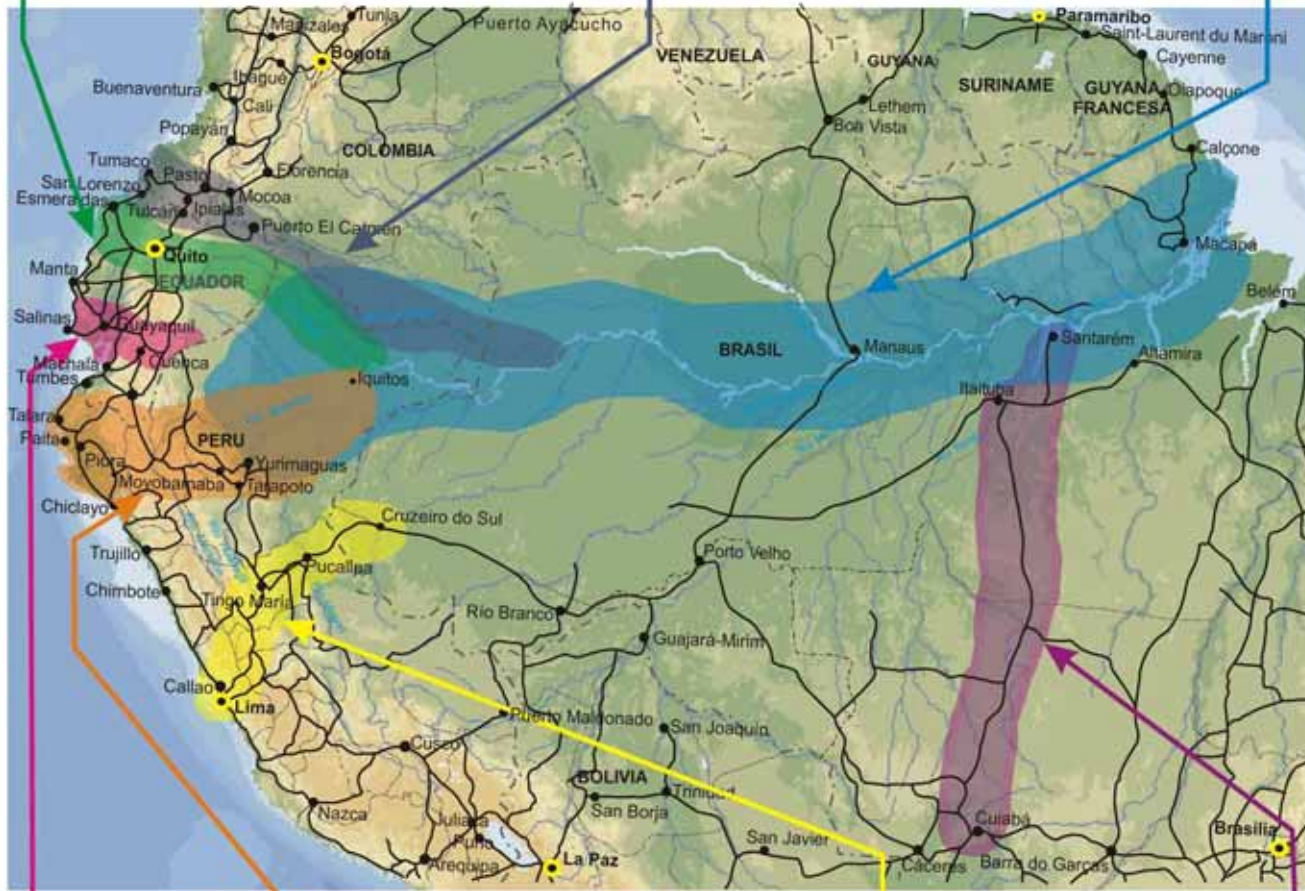 Tunja
Manizales
Puerto Ayacucho
Paramaribo
Saint-Laurent du Maroni
Bogotá
VENEZUELA
GUYANA
Cayenne
Ibagué
SURINAME
GUYANA
FRANCESA
Oiapoque
Buenaventura
Cali
Lethem
Boa Vista
Popayán
COLOMBIA
Calçone
Tumaco
Florencia
San Lorenzo
Pasto
Mocoa
Esmeraldas
Tulcán
Ipiales
Puerto El Carmen
Quito
Macapá
Manta
ECUADOR
Belém
Salinas
Guayaquil
Santarém
BRASIL
Manaus
Machala
Cuenca
Altamira
Tumbes
Iquitos
Itaituba
Talara
Paita
PERU
Piura
Yurimaguas
Moyobamaba
Tarapoto
Chiclayo
Cruzeiro do Sul
Trujillo
Pucallpa
Porto Velho
Chimbote
Tingo María
Río Branco
Guajará-Mirim
Callao
Lima
Puerto Maldonado
San Joaquín
Cusco
BOLIVIA
Trinidad
Nazca
San Borja
Juliaca
Cuiabá
Puno
San Javier
Brasilia
Arequipa
La Paz
Cáceres
Barra do Garças